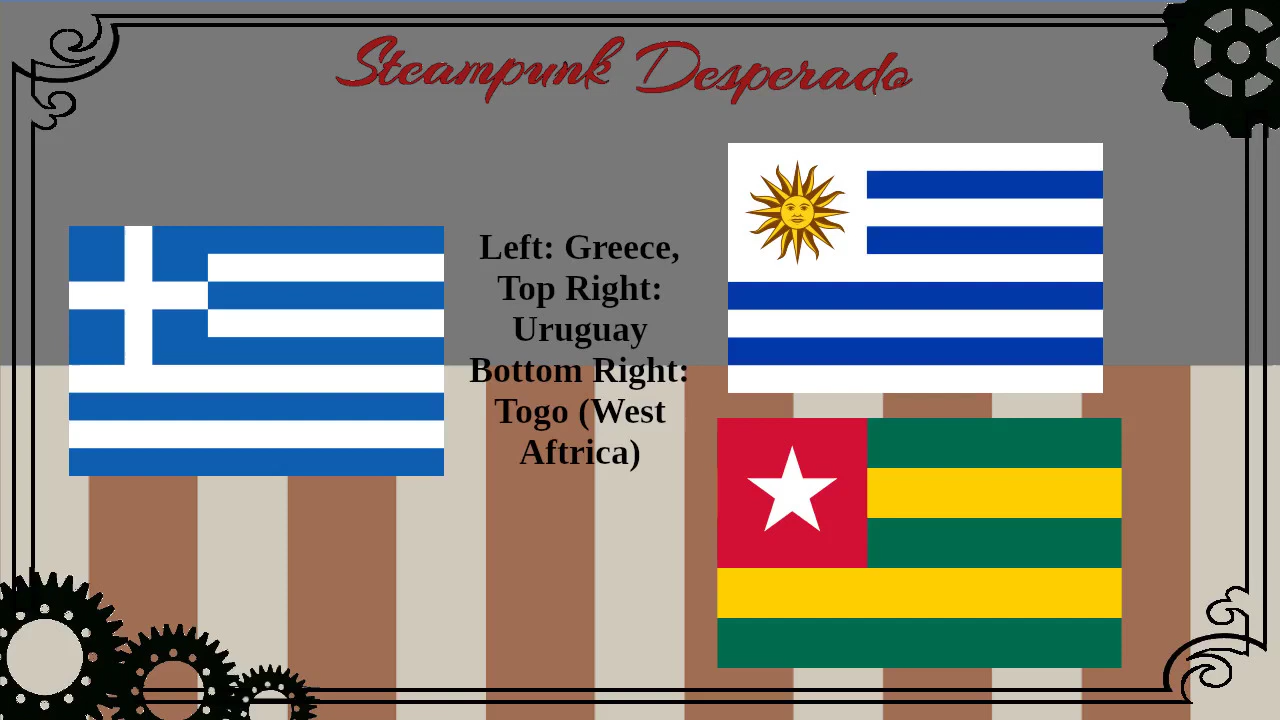 Steampunk Desperado
Left: Greece,
Top Right:
Uruguay
Bottom Right:
Togo (West
Aftrica)